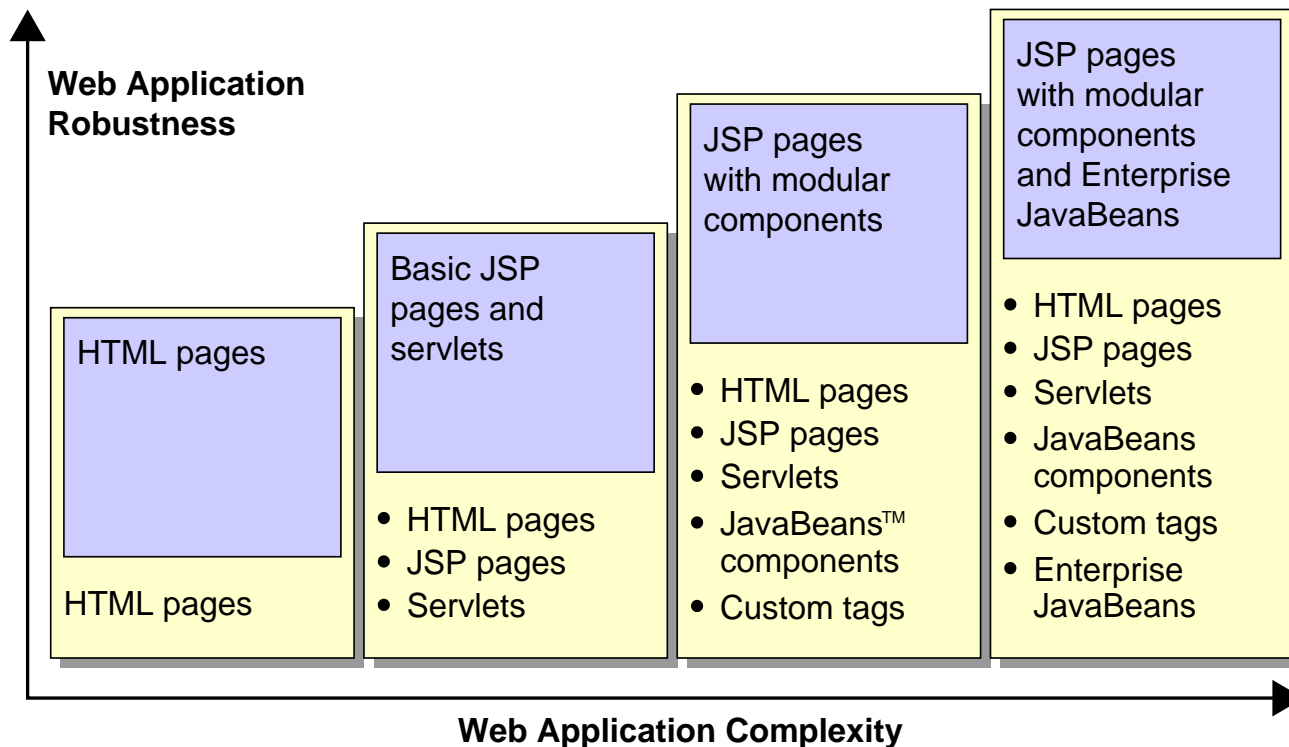 Web Application
Robustness
HTML pages
HTML pages
Basic JSP
pages and
servlets
• HTML pages
• JSP pages
• Servlets
JSP pages
with modular
components
• HTML pages
• JSP pages
• Servlets
• JavaBeans™
components
• Custom tags
JSP pages
with modular
components
and Enterprise
JavaBeans
• HTML pages
• JSP pages
• Servlets
• JavaBeans
components
• Custom tags
• Enterprise
JavaBeans
Web Application Complexity